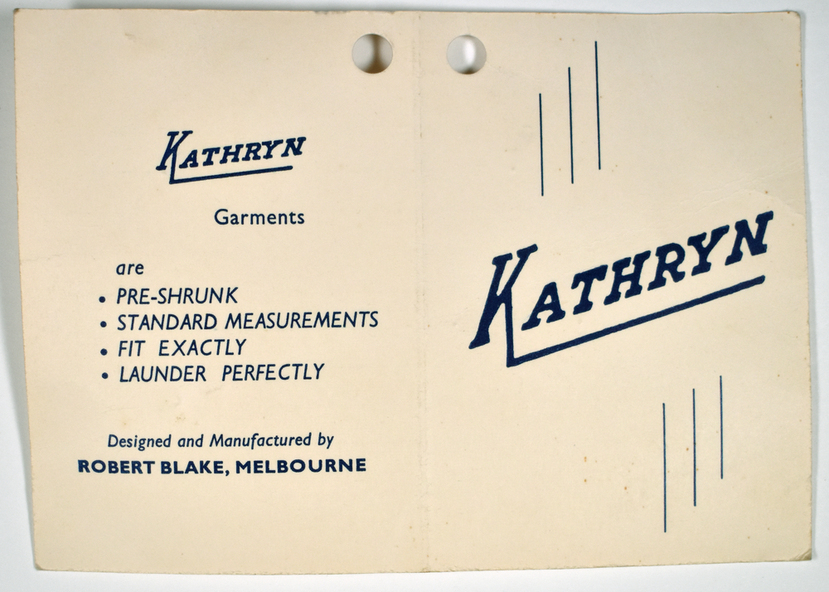 KATHRYN
Garments
are
• PRE-SHRUNK
• STANDARD MEASUREMENTS
• FIT EXACTLY
• LAUNDER PERFECTLY
Designed and Manufactured by
ROBERT BLAKE, MELBOURNE
KATHRYN